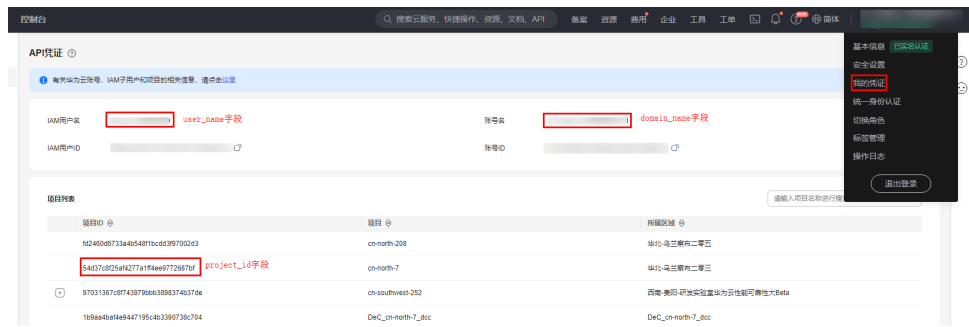 控制台 搜索云服务、快捷操作、资源、文档、API 备案 资源 费用 企业 工具 工单 简体
API凭证
有关华为云账号，IAM子用户和项目的相关信息，请点击这里
IAM用户名 user_name字段 账号名 domain_name字段
IAM用户ID 账号ID
基本信息 已实名认证
安全设置
我的凭证
统一身份认证
切换角色
标签管理
操作日志
退出登录
项目列表 请输入项目名称进行搜
项目ID 项目 所属区域
fd2460d6733a4b548f1bcdd3f97002d3 cn-north-208 华北-乌兰察布二零五
54d37c8f25af4277a1ff4ee9772687bf project_id字段 cn-north-7 华北-乌兰察布二零三
97031367c6f743979bbb3898374b37de cn-southwest-252 西南-贵阳-研发实验室华为云性能可靠性大Beta
1b9aa4baf4e9447195c4b3390738c704 DeC_cn-north-7_dcc DeC_cn-north-7_dcc